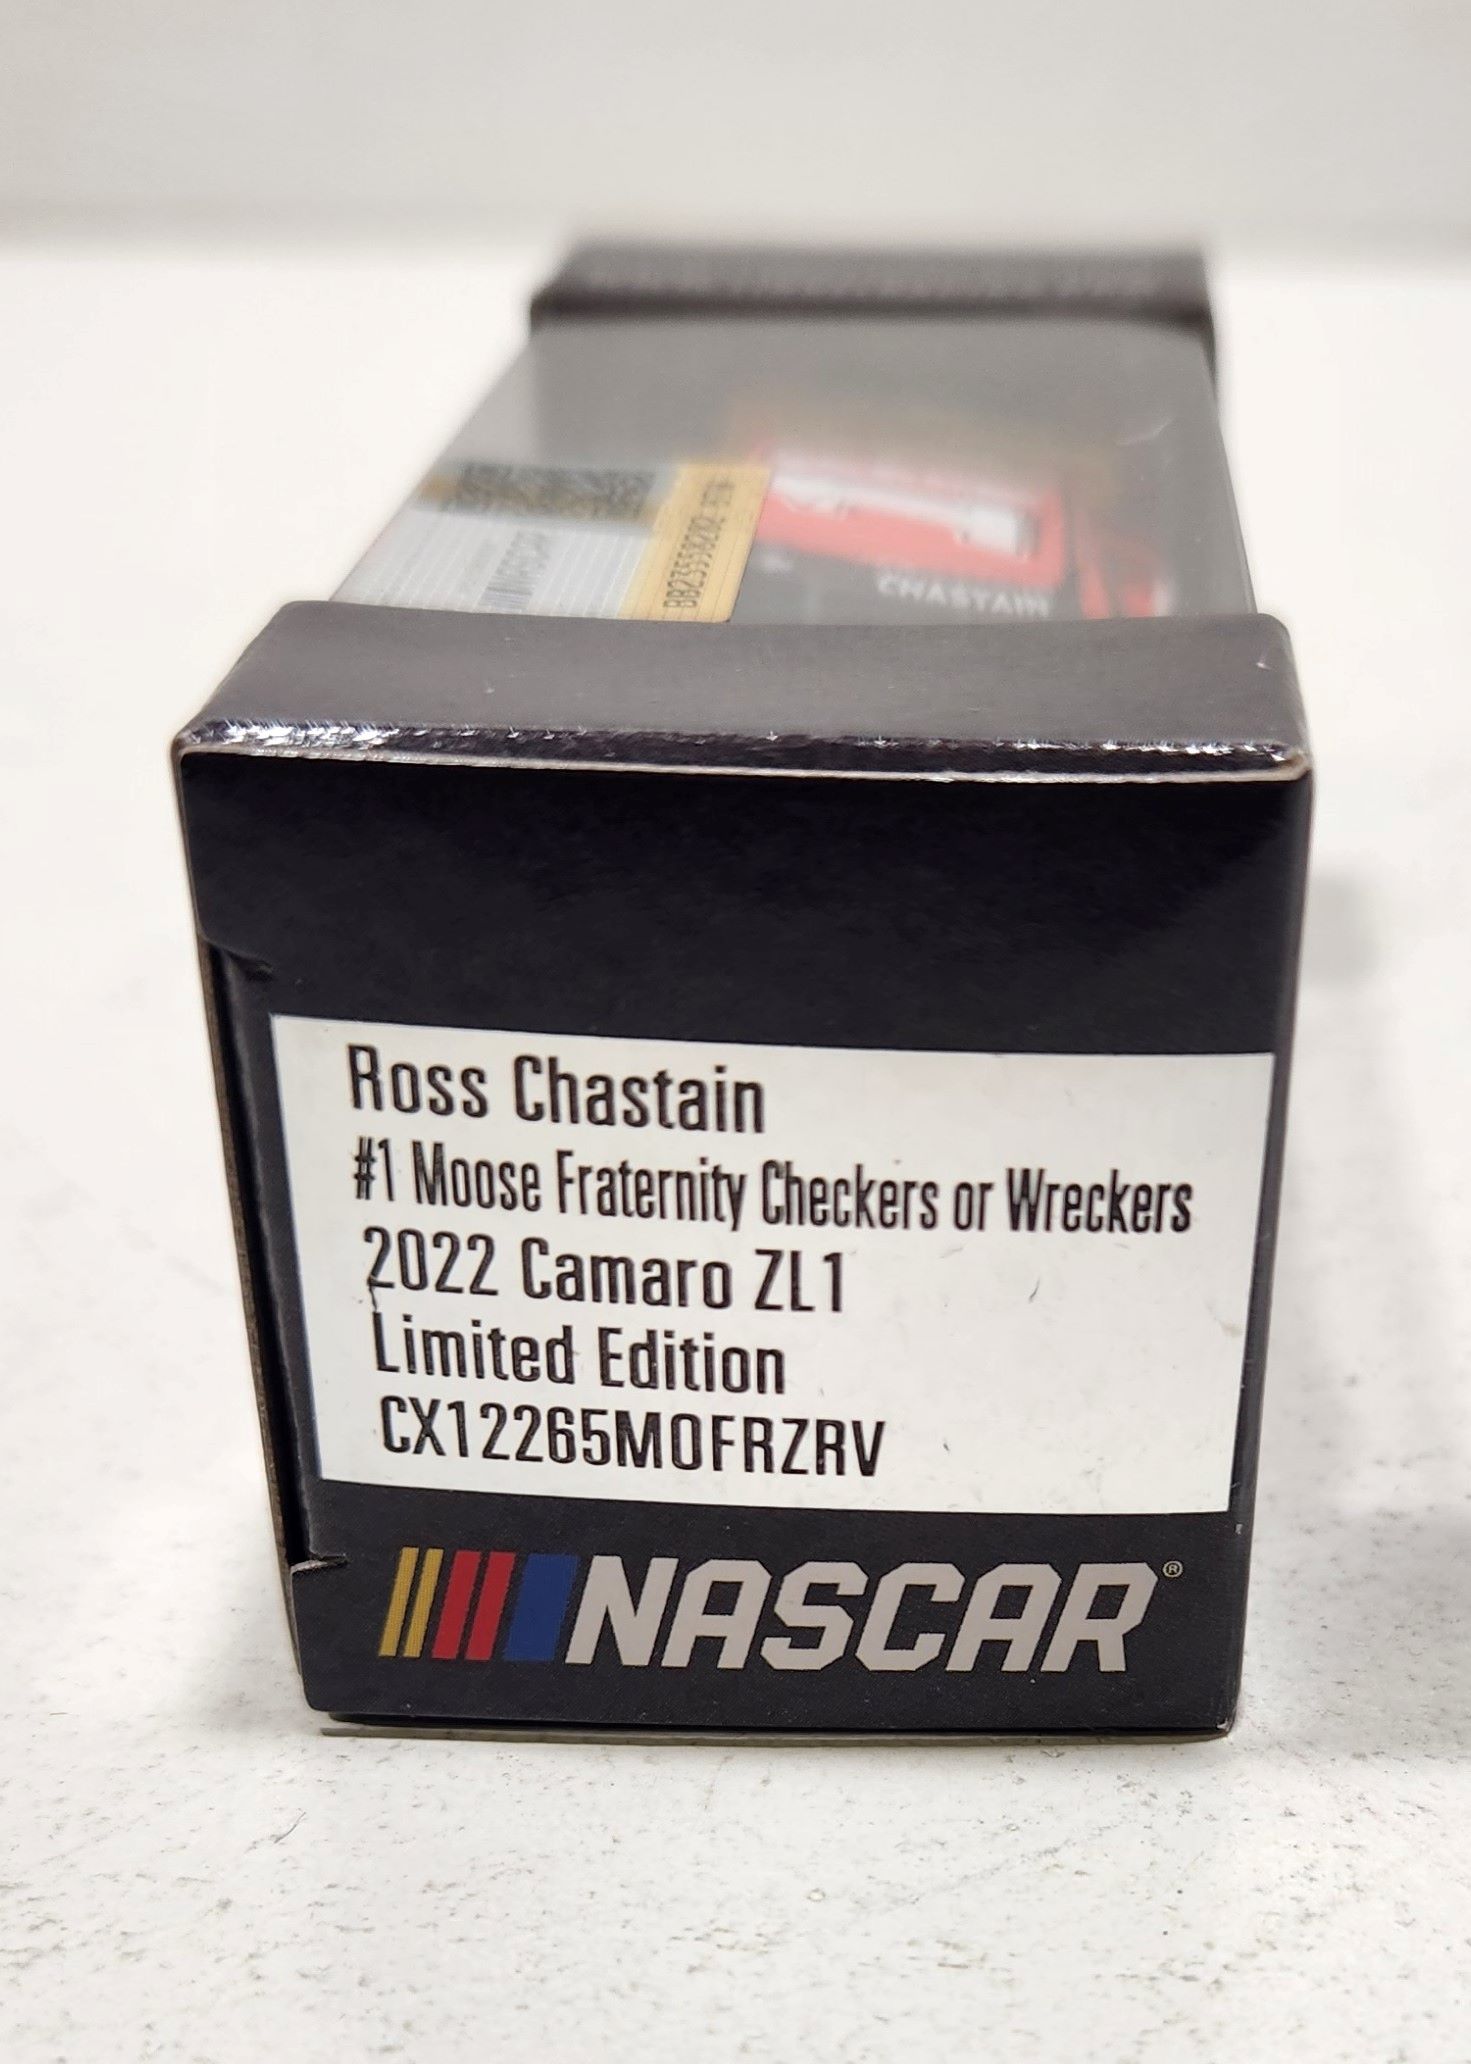 CHASTAIN
Ross Chastain
#1 Moose Fraternity Checkers or Wreckers
2022 Camaro ZL1
Limited Edition
CX12265MOFRZRV
NASCAR®